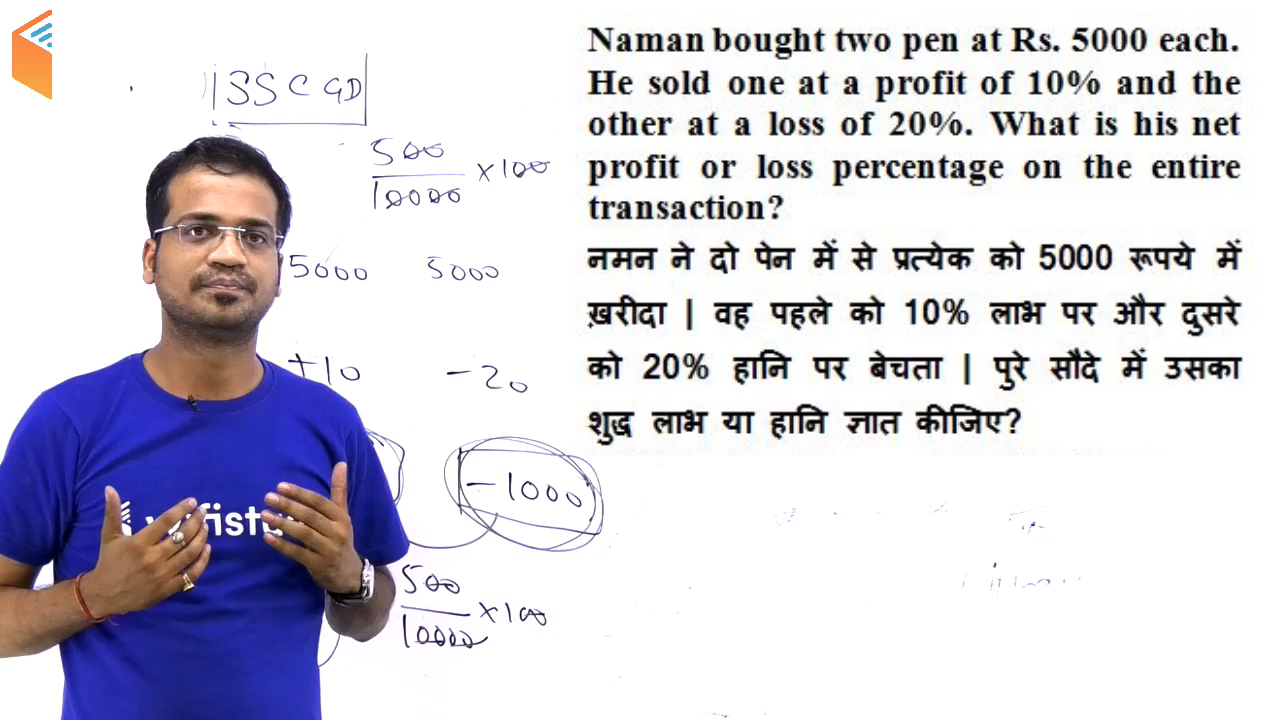 SSC GD
500
10000 ×100
5000 5000
+10 -20
-1000
500
10000 ×100
Naman bought two pen at Rs. 5000 each.
He sold one at a profit of 10% and the
other at a loss of 20%. What is his net
profit or loss percentage on the entire
transaction?
नमन ने दो पेन में से प्रत्येक को 5000 रूपये में
ख़रीदा | वह पहले को 10% लाभ पर और दुसरे
को 20% हानि पर बेचता | पुरे सौदे में उसका
शुद्ध लाभ या हानि ज्ञात कीजिए?